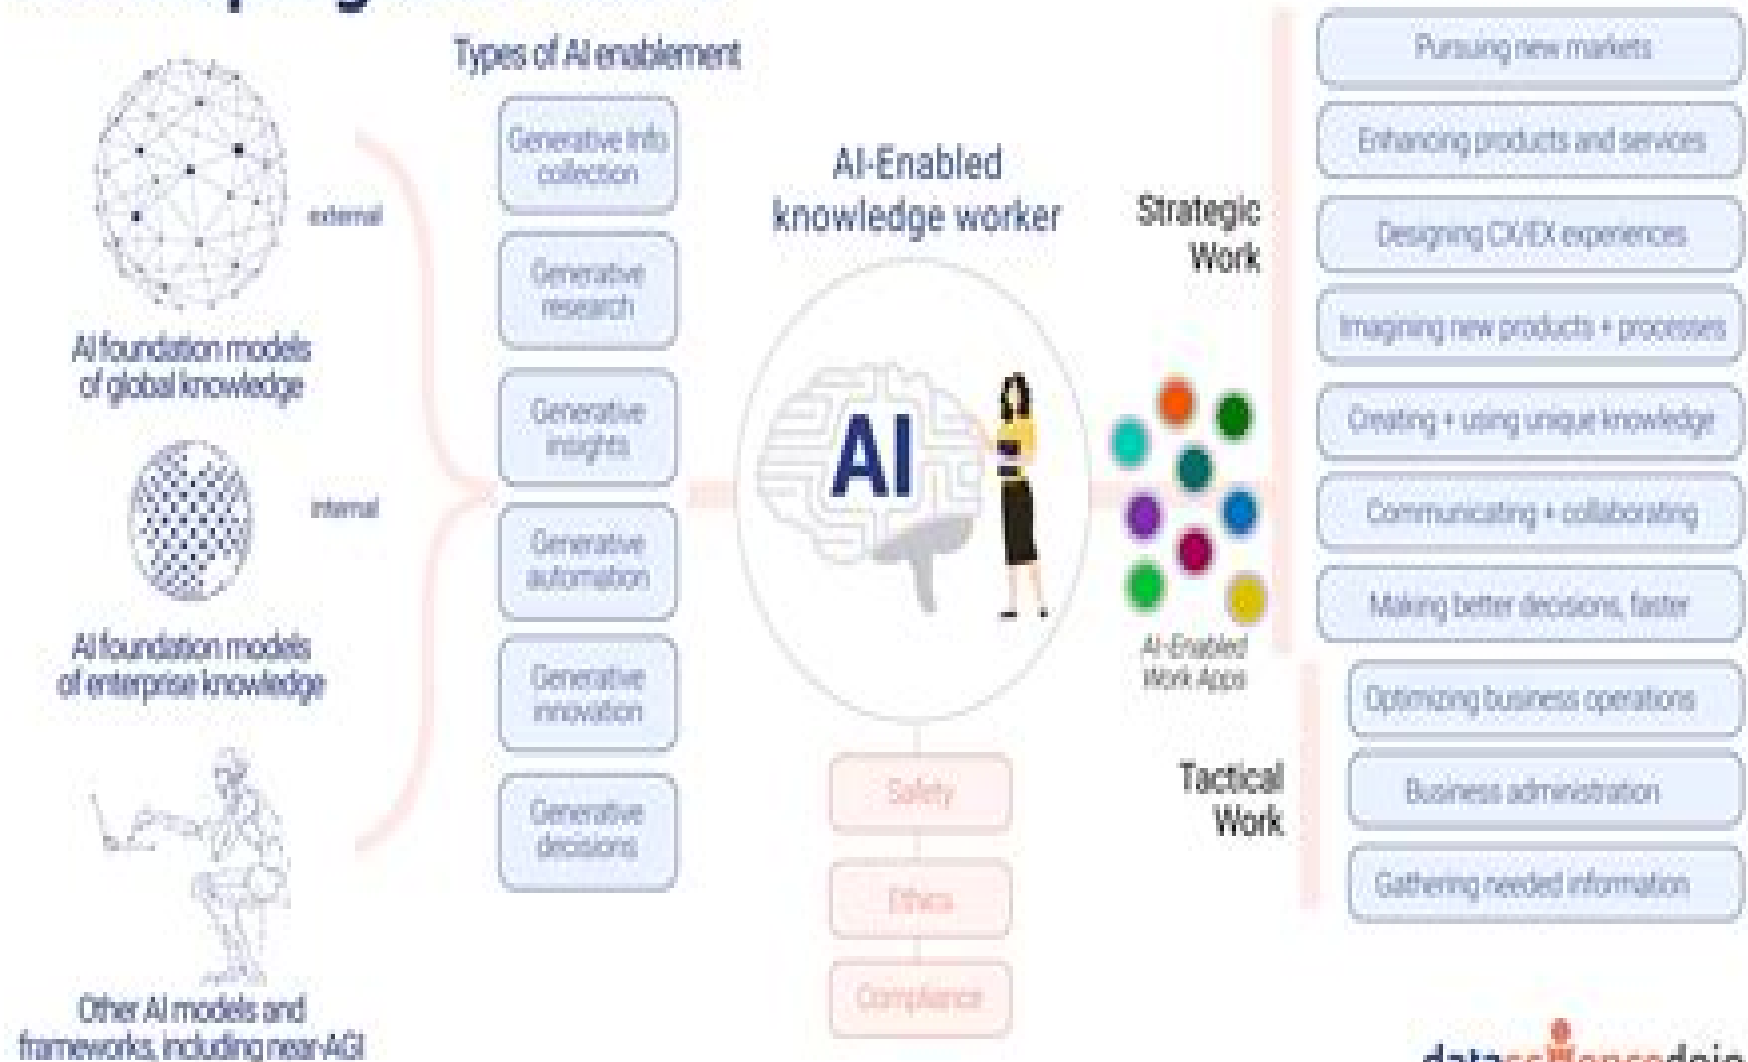 Types of AI enablement
Generative Info
collection
Generative
research
Generative
insights
Generative
automation
Generative
innovation
Generative
decisions
external
AI foundation models
of global knowledge
internal
AI foundation models
of enterprise knowledge
Other AI models and
frameworks, including near-AGI
AI-Enabled
knowledge worker
AI
Safety
Ethics
Compliance
AI-Enabled
Work Apps
Strategic
Work
Pursuing new markets
Enhancing products and services
Designing CX/EX experiences
Imagining new products + processes
Creating + using unique knowledge
Communicating + collaborating
Making better decisions, faster
Tactical
Work
Optimizing business operations
Business administration
Gathering needed information